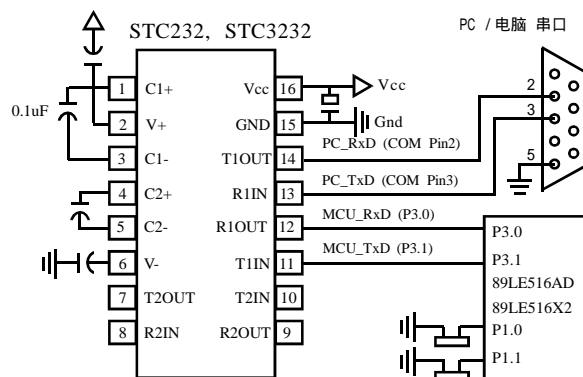 STC232, STC3232
PC / 电脑 串口
1 C1+ Vcc 16 Vcc
0.1uF
2 V+ GND 15 Gnd
3 C1- T1OUT 14 PC_RxD (COM Pin2) 2
4 C2+ R1IN 13 PC_TxD (COM Pin3) 3
5
5 C2- R1OUT 12 MCU_RxD (P3.0) P3.0
6 V- T1IN 11 MCU_TxD (P3.1) P3.1
7 T2OUT T2IN 10
89LE516AD
89LE516X2
8 R2IN R2OUT 9
P1.0
P1.1